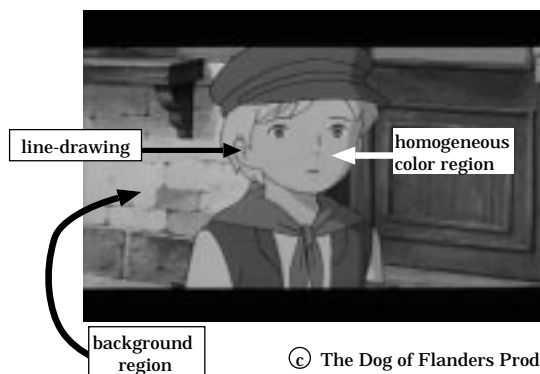 line-drawing
homogeneous
color region
background
region
c The Dog of Flanders Prod